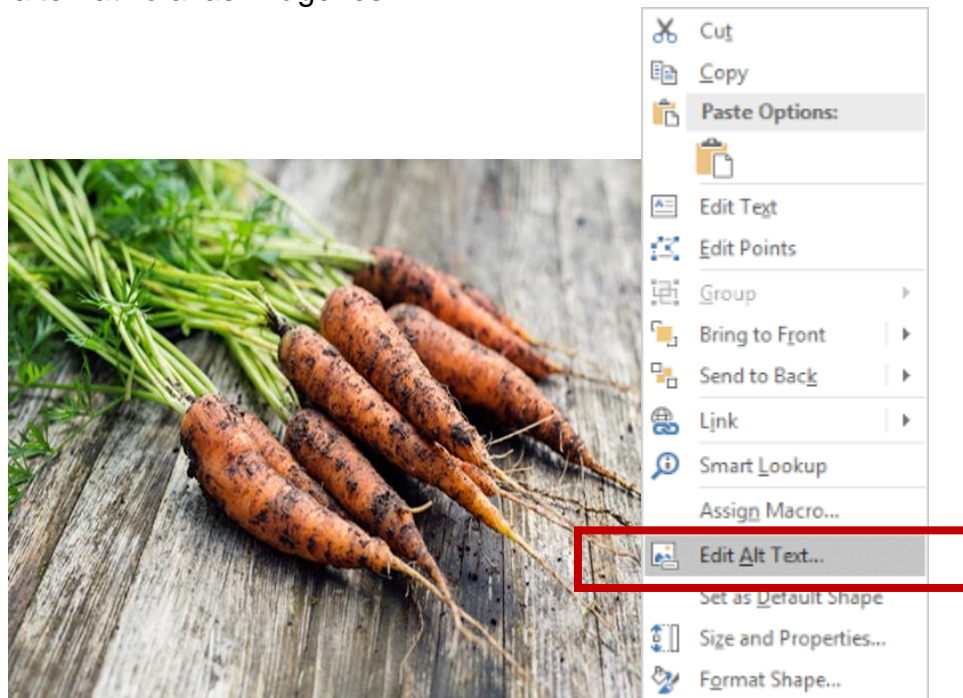 Cut
Copy
Paste Options:
Edit Text
Edit Points
Group
Bring to Front
Send to Back
Link
Smart Lookup
Assign Macro...
Edit Alt Text...
Set as Default Shape
Size and Properties...
Format Shape...